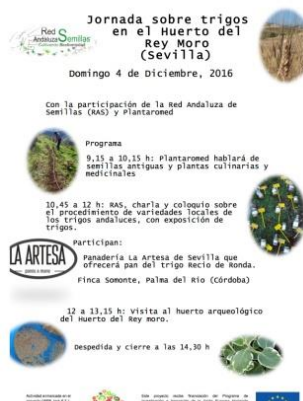 Jornada sobre trigos
en el Huerto del
Rey Moro
(Sevilla)
Red
Andaluza Semillas
Cultivando Biodiversidad
Domingo 4 de Diciembre, 2016
Con la participación de la Red Andaluza de
Semillas (RAS) y Plantaromed
Programa
9,15 a 10,15 h: Plantaromed hablará de
semillas antiguas y plantas culinarias y
medicinales
10,45 a 12 h: RAS, charla y coloquio sobre
el procedimiento de variedades locales de
los trigos andaluces, con exposición de
trigos.
Participan:
LA ARTESA
Panadería La Artesa de Sevilla que
ofrecerá pan del trigo Recio de Ronda.
Finca Somonte, Palma del Río (Córdoba)
12 a 13,15 h: Visita al huerto arqueológico
del Huerto del Rey moro.
Despedida y cierre a las 14,30 h